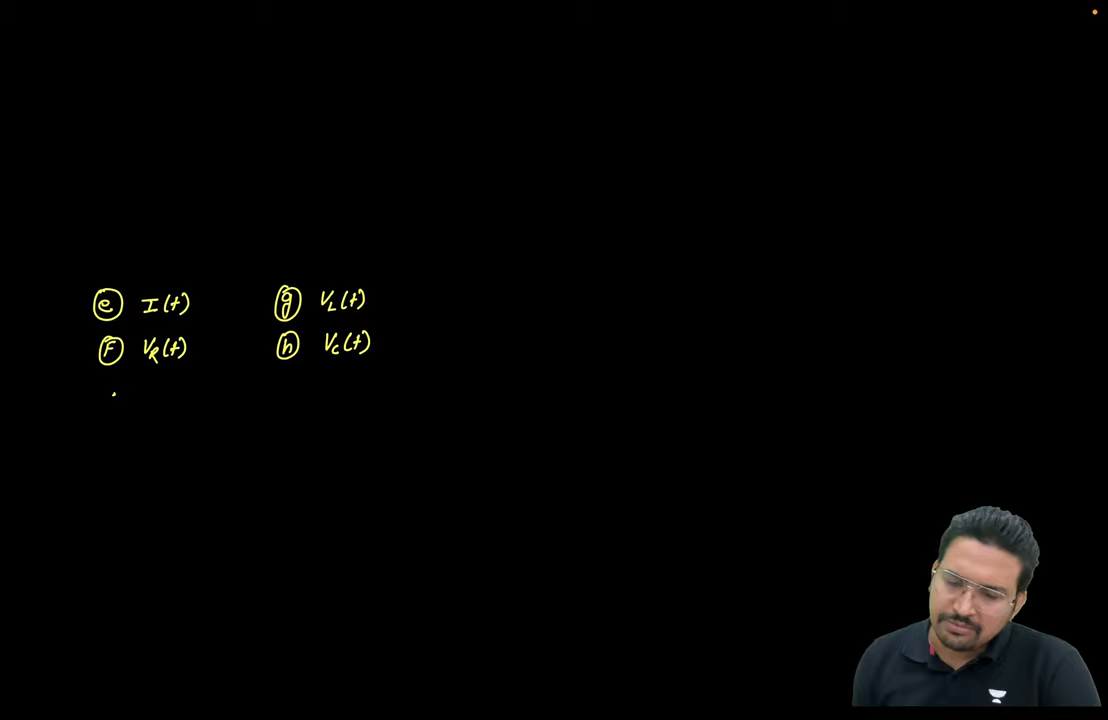 ⓔ I(t) ⓖ V_L(t)
Ⓕ V_R(t) ⓗ V_C(t)